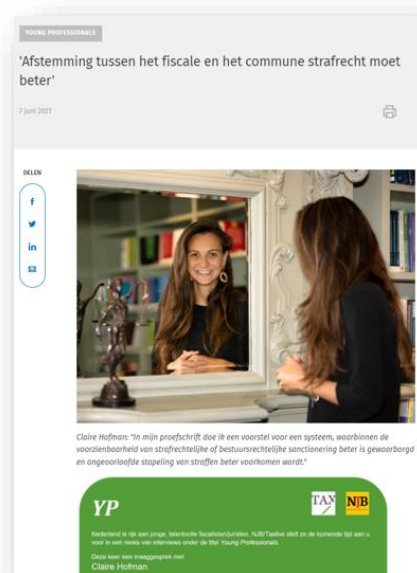 YOUNG PROFESSIONALS
'Afstemming tussen het fiscale en het commune strafrecht moet
beter'
7 juni 2021
DELEN
f
in
Claire Hofman: "In mijn proefschrift doe ik een voorstel voor een systeem, waarbinnen de
voorzienbaarheid van strafrechtelijke of bestuursrechtelijke sanctionering beter is gewaarborgd
en ongeoorloofde stapeling van straffen beter voorkomen wordt."
YP
TAX NJB
Nederland is rijk aan jonge, talentvolle fiscalisten/juristen. NJB/Taxlive stelt ze de komende tijd aan u
voor in een reeks van interviews onder de titel Young Professionals.
Deze keer een vraaggesprek met
Claire Hofman